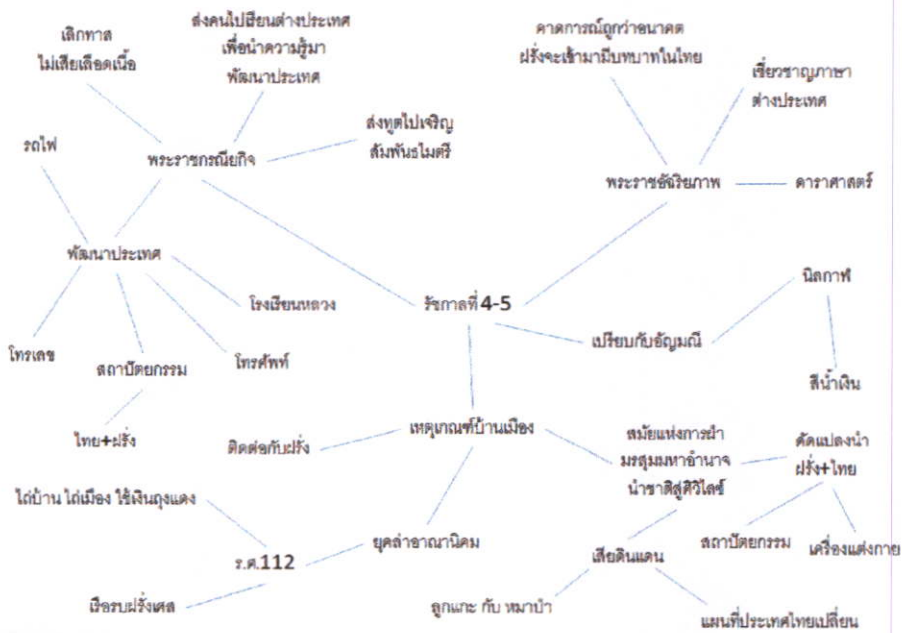 เลิกทาส
ไม่เสียเลือดเนื้อ
ส่งคนไปเรียนต่างประเทศ
เพื่อนำความรู้มา
พัฒนาประเทศ
คาดการณ์ถูกว่าอนาคต
ฝรั่งจะเข้ามามีบทบาทในไทย
เชี่ยวชาญภาษา
ต่างประเทศ
ส่งทูตไปเจริญ
สัมพันธไมตรี
รถไฟ
พระราชกรณียกิจ
พระราชอัจริยภาพ
ดาราศาสตร์
พัฒนาประเทศ
โรงเรียนหลวง
รัชกาลที่ 4-5
นิลกาฬ
เปรียบกับอัญมณี
โทรเลข
สถาปัตยกรรม
โทรศัพท์
สีน้ำเงิน
ไทย+ฝรั่ง
ติดต่อกับฝรั่ง
เหตุเกณฑ์บ้านเมือง
สมัยแห่งการฝ่า
มรสุมมหาอำนาจ
นำชาติสู่ศิวิไลซ์
ดัดแปลงนำ
ฝรั่ง+ไทย
ไถ่บ้าน ไถ่เมือง ใช้เงินถุงแดง
ร.ศ.112
ยุคล่าอาณานิคม
เสียดินแดน
สถาปัตยกรรม
เครื่องแต่งกาย
เรือรบฝรั่งเศส
ลูกแกะ กับ หมาป่า
แผนที่ประเทศไทยเปลี่ยน